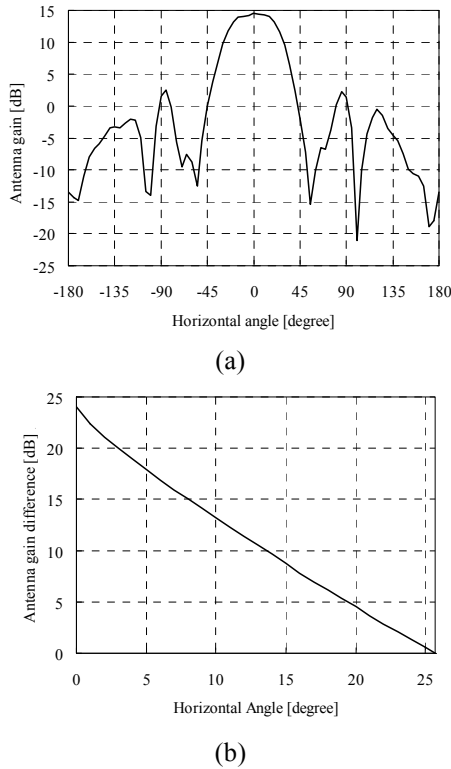 15
10
5
0
-5
-10
-15
-20
-25
Antenna gain [dB]
-180 -135 -90 -45 0 45 90 135 180
Horizontal angle [degree]
(a)
25
20
15
10
5
0
Antenna gain difference [dB]
0 5 10 15 20 25
Horizontal Angle [degree]
(b)